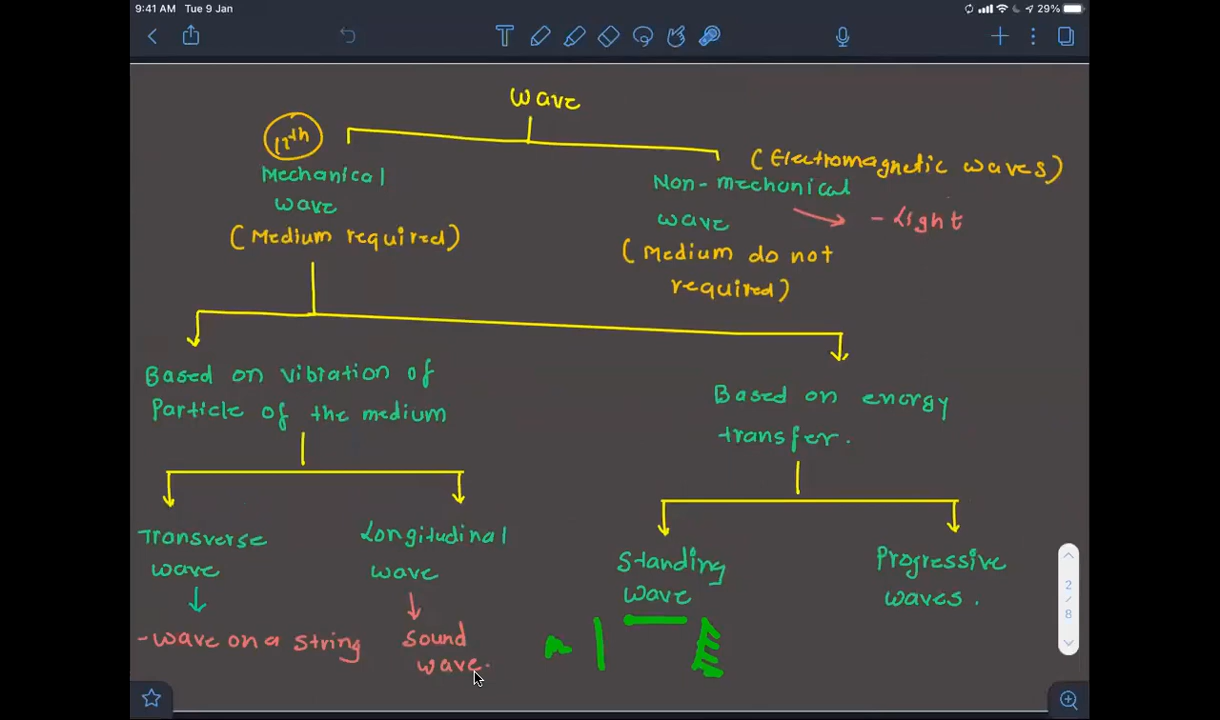 9:41 AM Tue 9 Jan
29%
wave
Mechanical
wave
(Medium required)
(Electromagnetic waves)
Non-mechanical
wave
- Light
(Medium do not
required)
Based on vibration of
Particle of the medium
Based on energy
transfer.
Transverse
wave
-wave on a string
Longitudinal
wave
Sound
wave.
Standing
wave
Progressive
waves.
2
/
8